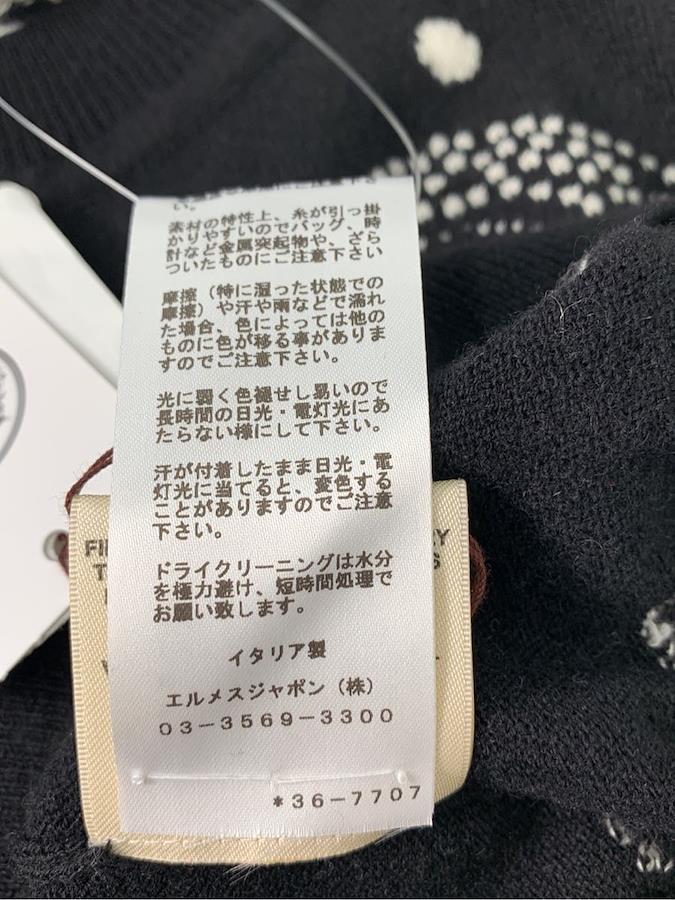 い。
素材の特性上、糸が引っ掛
かりやすいのでバッグ、時
計など金属突起物や、ざら
ついたものにご注意下さい
摩擦（特に湿った状態での
摩擦）や汗や雨などで濡れ
た場合、色によっては他の
ものに色が移る事がありま
すのでご注意下さい。
光に弱く色褪せし易いので
長時間の日光・電灯光にあ
たらない様にして下さい。
汗が付着したまま日光・電
灯光に当てると、変色する
ことがありますのでご注意
下さい。
ドライクリーニングは水分
を極力避け、短時間処理で
お願い致します。
イタリア製
エルメスジャポン（株）
03-3569-3300
*36-7707